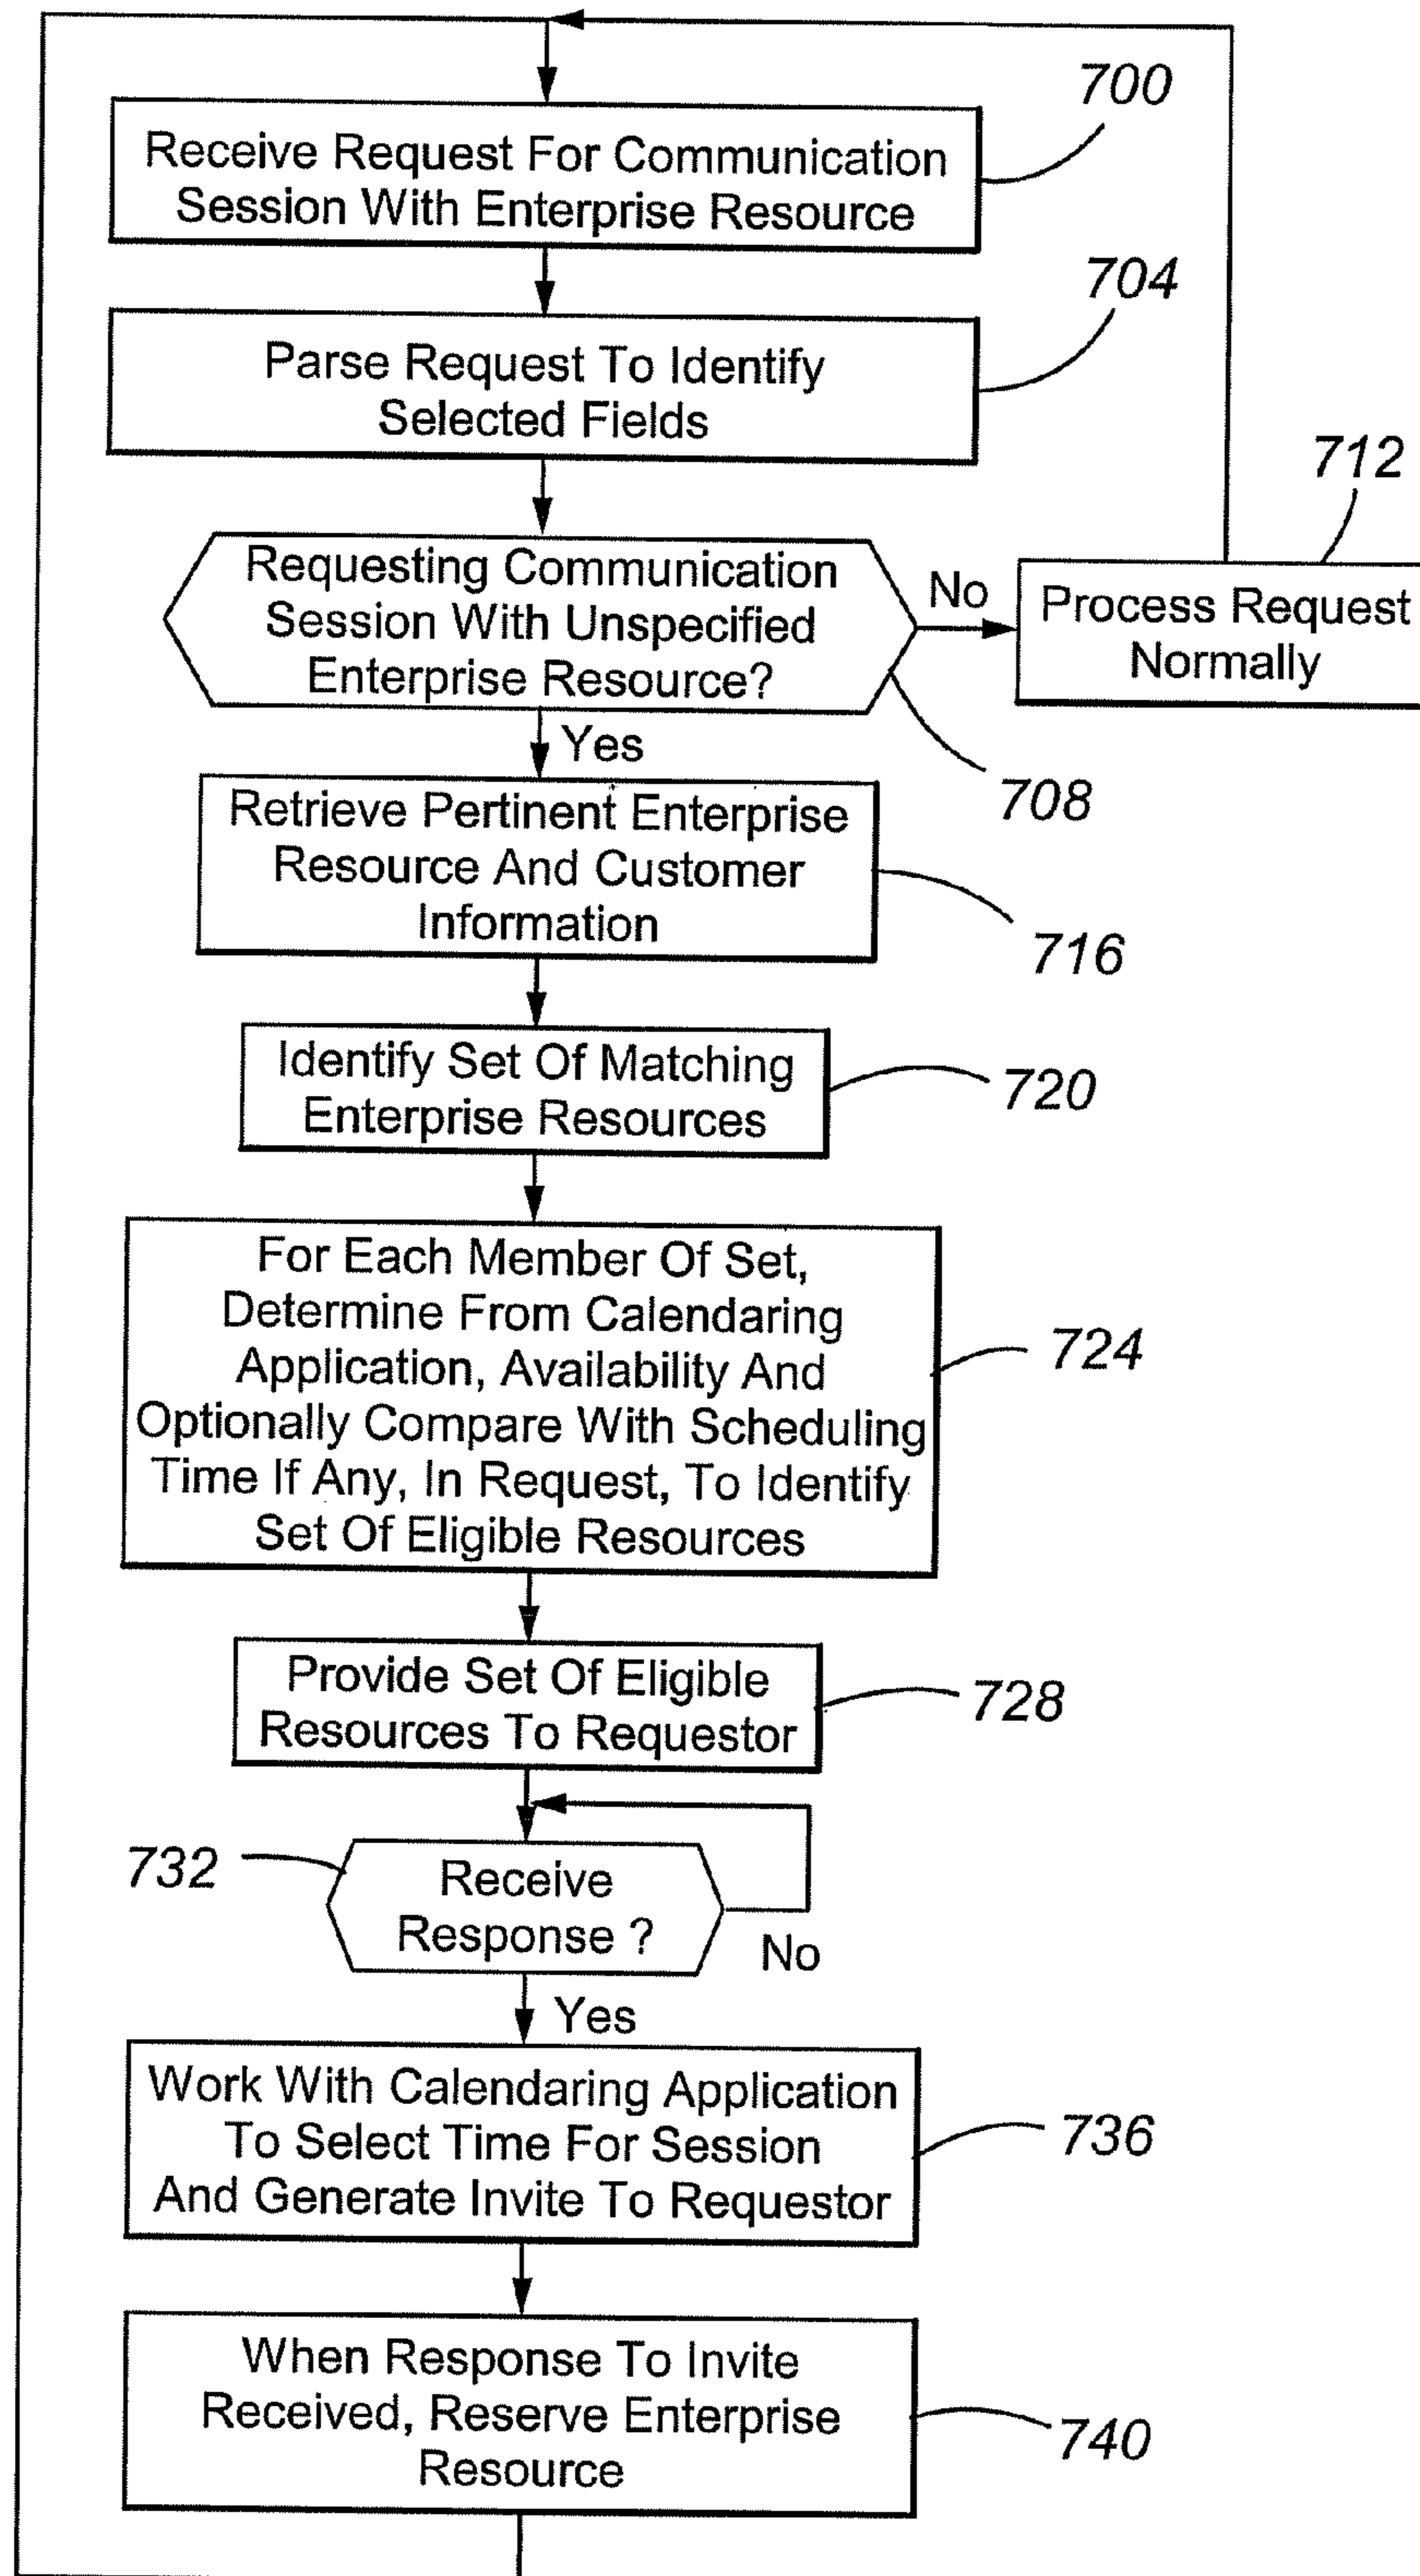 700
Receive Request For Communication
Session With Enterprise Resource
704
Parse Request To Identify
Selected Fields
712
Requesting Communication
Session With Unspecified
Enterprise Resource?
No
Process Request
Normally
Yes
708
Retrieve Pertinent Enterprise
Resource And Customer
Information
716
Identify Set Of Matching
Enterprise Resources
720
For Each Member Of Set,
Determine From Calendaring
Application, Availability And
Optionally Compare With Scheduling
Time If Any, In Request, To Identify
Set Of Eligible Resources
724
Provide Set Of Eligible
Resources To Requestor
728
732
Receive
Response ?
No
Yes
Work With Calendaring Application
To Select Time For Session
And Generate Invite To Requestor
736
When Response To Invite
Received, Reserve Enterprise
Resource
740